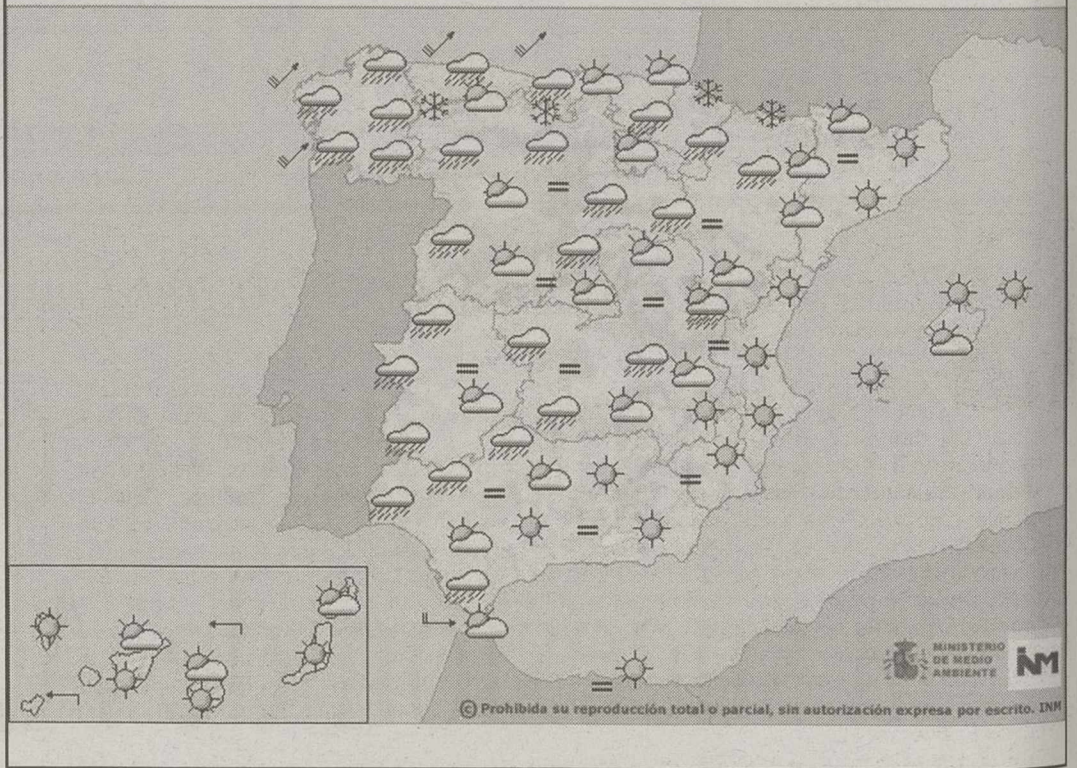 MINISTERIO
DE MEDIO
AMBIENTE
INM
© Prohibida su reproducción total o parcial, sin autorización expresa por escrito. INM